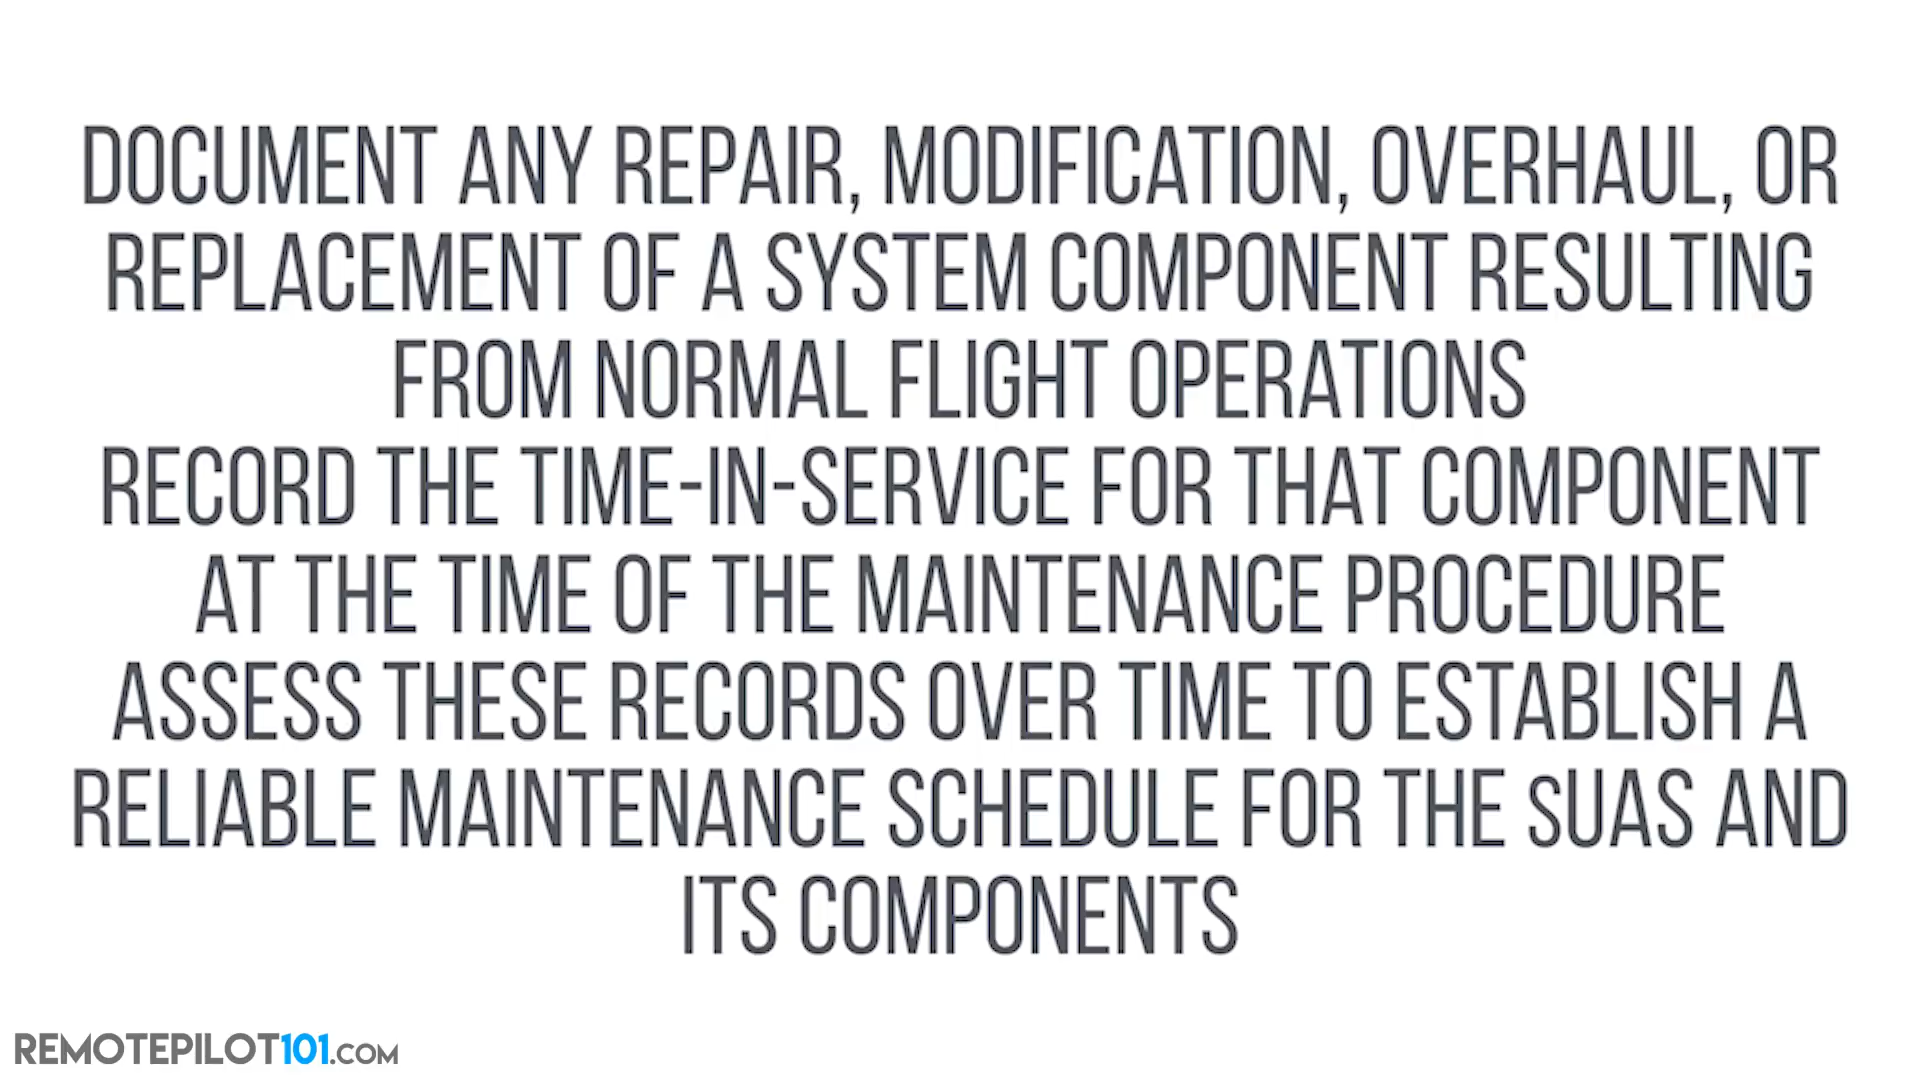 DOCUMENT ANY REPAIR, MODIFICATION, OVERHAUL, OR
REPLACEMENT OF A SYSTEM COMPONENT RESULTING
FROM NORMAL FLIGHT OPERATIONS
RECORD THE TIME-IN-SERVICE FOR THAT COMPONENT
AT THE TIME OF THE MAINTENANCE PROCEDURE
ASSESS THESE RECORDS OVER TIME TO ESTABLISH A
RELIABLE MAINTENANCE SCHEDULE FOR THE sUAS AND
ITS COMPONENTS
REMOTEPILOT101.COM